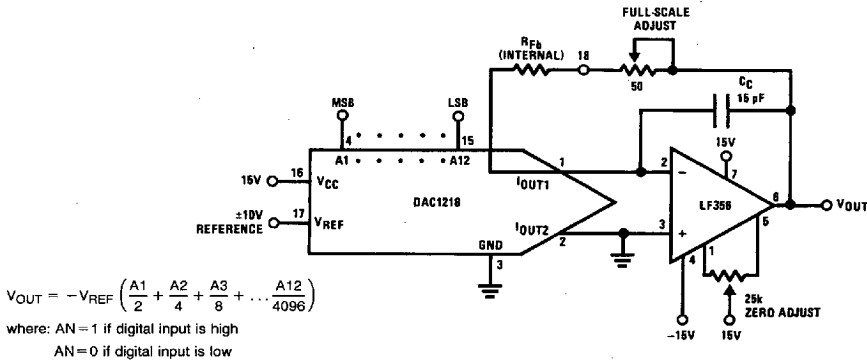 FULL-SCALE
ADJUST
RFb
(INTERNAL)
18
50
CC
15 pF
MSB
LSB
4
15
A1
A12
15V
16
VCC
IOUT1
1
2
15V
7
−
LF356
6
VOUT
DAC1218
±10V
REFERENCE
17
VREF
IOUT2
2
3
+
5
4
1
GND
3
25k
ZERO ADJUST
−15V
15V
VOUT = −VREF (A1/2 + A2/4 + A3/8 + ... A12/4096)
where: AN=1 if digital input is high
AN=0 if digital input is low